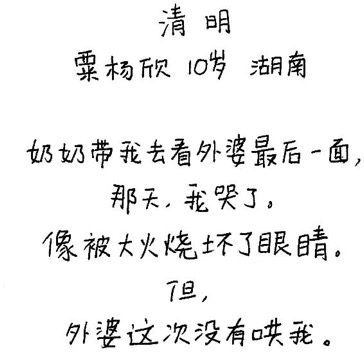 清明
粟杨欣 10岁 湖南
奶奶带我去看外婆最后一面，
那天，我哭了。
像被大火烧坏了眼睛。
但，
外婆这次没有哄我。